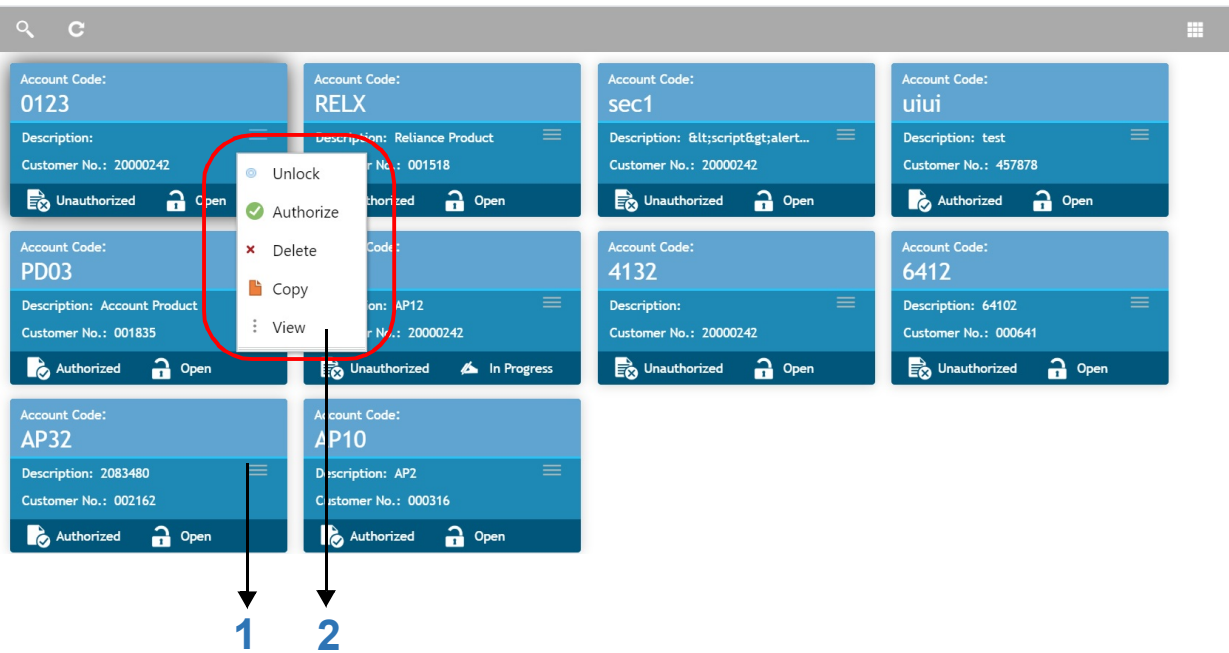 Account Code:
0123
Description:
Customer No.: 20000242
Unauthorized Open
Account Code:
RELX
Description: Reliance Product
No.: 001518
Open
Account Code:
sec1
Description: &lt;script&gt;alert...
Customer No.: 20000242
Unauthorized Open
Account Code:
uiui
Description: test
Customer No.: 457878
Authorized Open
Unlock
Authorize
Delete
Copy
View
Account Code:
PD03
Description: Account Product
Customer No.: 001835
Authorized Open
Code:
AP12
No.: 20000242
Unauthorized In Progress
Account Code:
4132
Description:
Customer No.: 20000242
Unauthorized Open
Account Code:
6412
Description: 64102
Customer No.: 000641
Unauthorized Open
Account Code:
AP32
Description: 2083480
Customer No.: 002162
Authorized Open
Account Code:
AP10
Description: AP2
Customer No.: 000316
Authorized Open
1 2